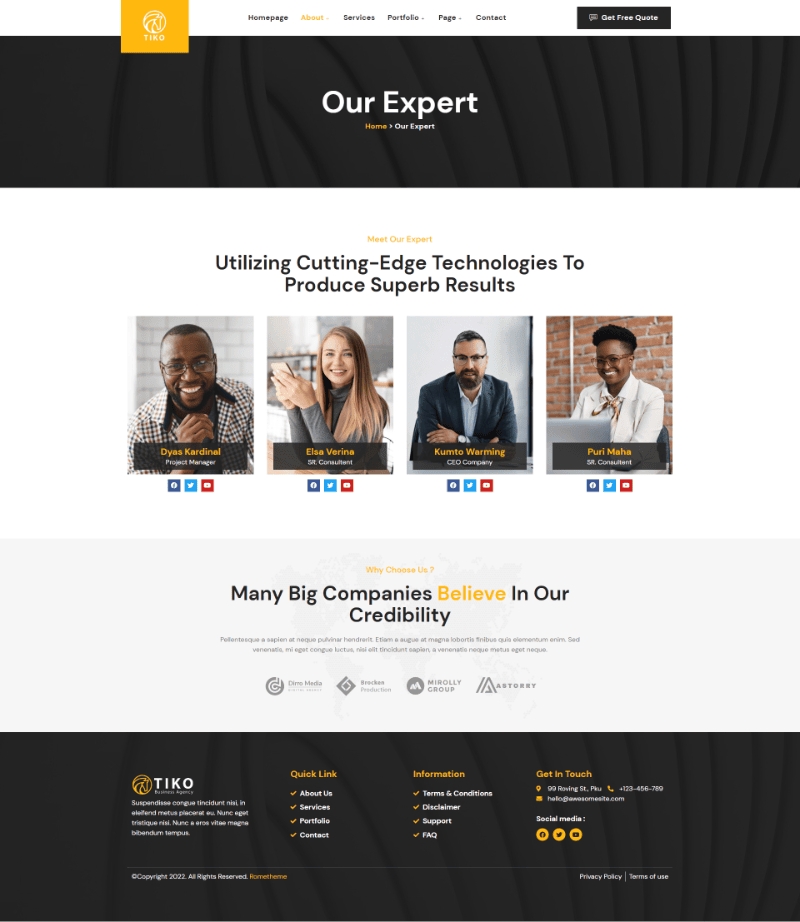 TIKO
Homepage About Services Portfolio Page Contact
Get Free Quote
Our Expert
Home > Our Expert
Meet Our Expert
Utilizing Cutting-Edge Technologies To
Produce Superb Results
Dyas Kardinal
Project Manager
Elsa Verina
SR. Consultent
Kumto Warming
CEO Company
Puri Maha
SR. Consultent
Why Choose Us ?
Many Big Companies Believe In Our
Credibility
Pellentesque a sapien at neque pulvinar hendrerit. Etiam a augue at magna lobortis finibus quis elementum enim. Sed
venenatis, mi eget congue luctus, nisi elit tincidunt sapien, a venenatis neque metus eget neque.
Dims Media
Brocken
Production
MIROLLY
GROUP
ASTORRY
TIKO
Business Agency
Suspendisse congue tincidunt nisi, in
eleifend metus placerat eu. Nunc eget
tristique nisi. Nunc a eros vitae magna
bibendum tempus.
Quick Link
About Us
Services
Portfolio
Contact
Information
Terms & Conditions
Disclaimer
Support
FAQ
Get In Touch
99 Roving St., Pku +123-456-789
hello@awesomesite.com
Social media :
©Copyright 2022. All Rights Reserved. Rometheme
Privacy Policy | Terms of use